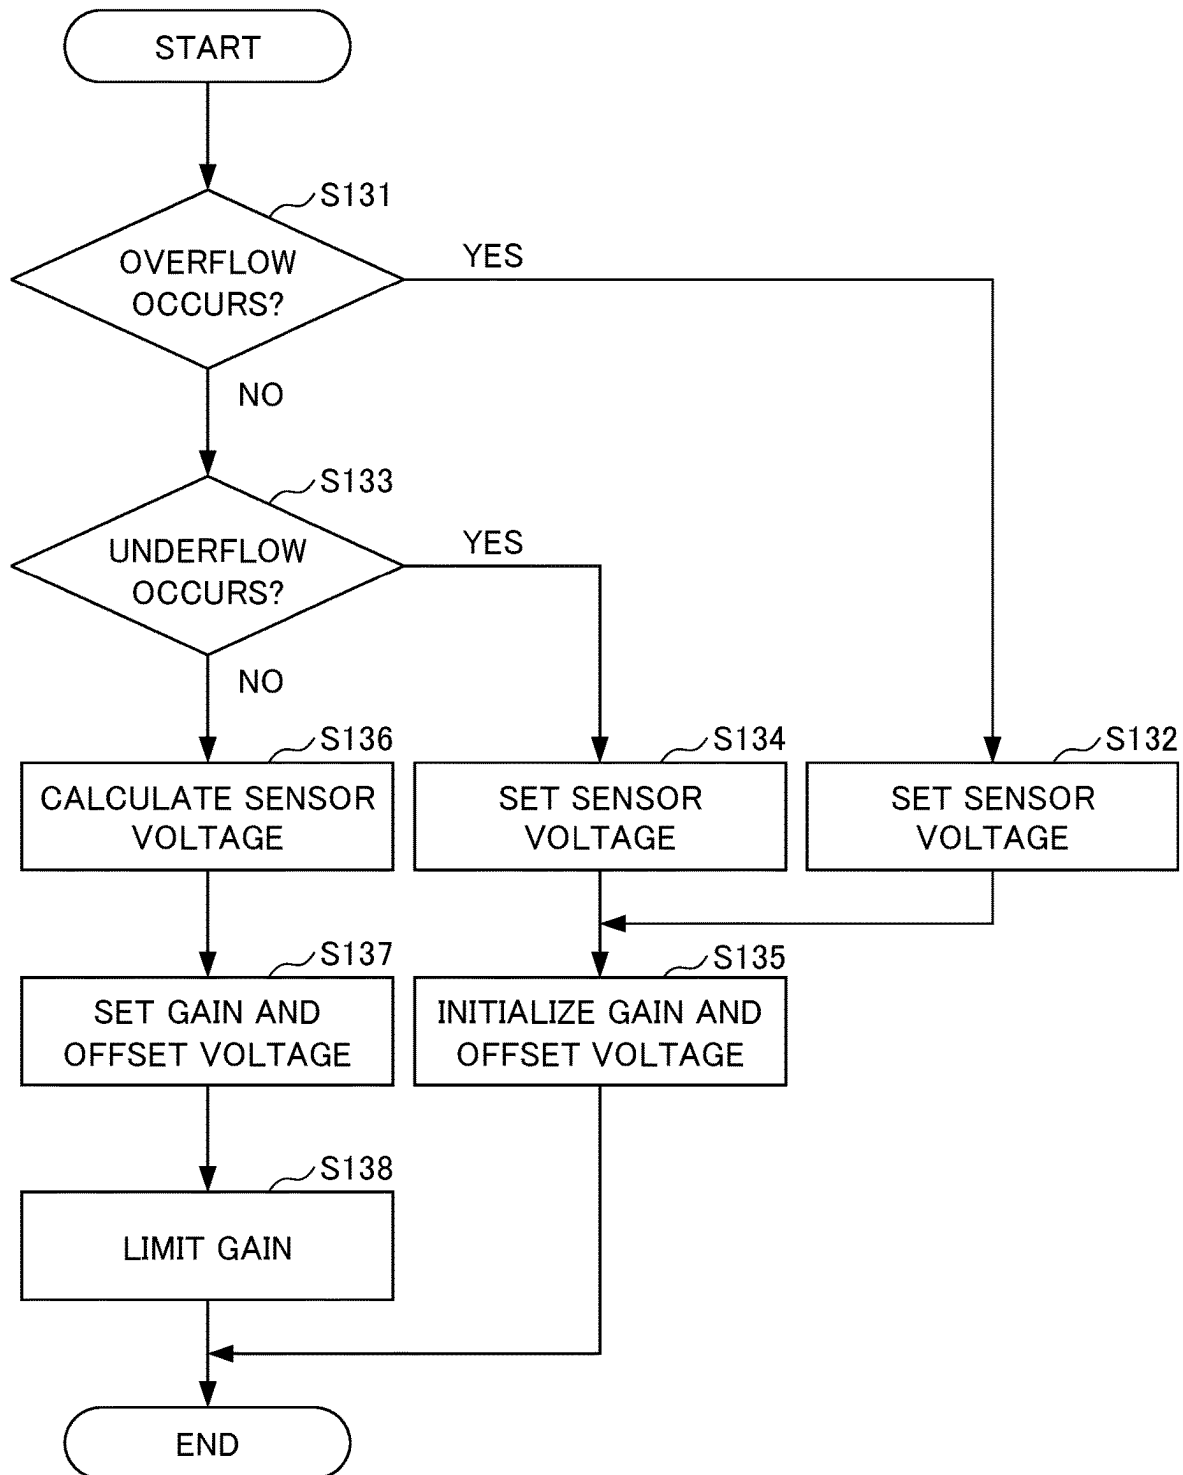 START
S131
OVERFLOW
OCCURS?
YES
NO
S133
UNDERFLOW
OCCURS?
YES
NO
S136
CALCULATE SENSOR
VOLTAGE
S134
SET SENSOR
VOLTAGE
S132
SET SENSOR
VOLTAGE
S137
SET GAIN AND
OFFSET VOLTAGE
S135
INITIALIZE GAIN AND
OFFSET VOLTAGE
S138
LIMIT GAIN
END